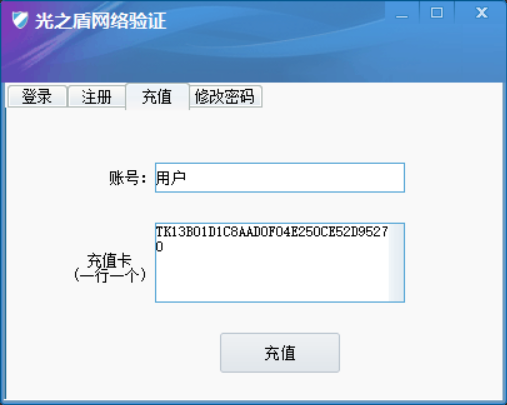 光之盾网络验证
登录 注册 充值 修改密码
账号: 用户
TK13B01D1C8AAD0F04E250CE52D9527
0
充值卡
(一行一个)
充值